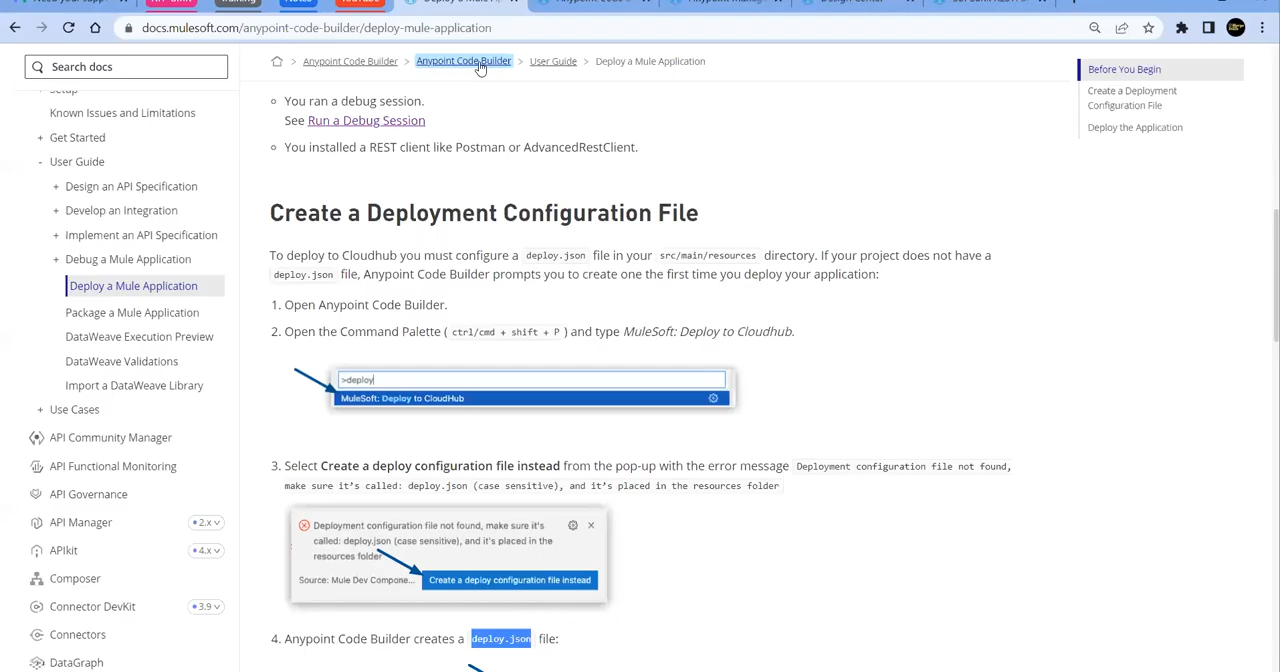 docs.mulesoft.com/anypoint-code-builder/deploy-mule-application
Search docs
Anypoint Code Builder > Anypoint Code Builder > User Guide > Deploy a Mule Application
Known Issues and Limitations
+ Get Started
- User Guide
+ Design an API Specification
+ Develop an Integration
+ Implement an API Specification
+ Debug a Mule Application
Deploy a Mule Application
Package a Mule Application
DataWeave Execution Preview
DataWeave Validations
Import a DataWeave Library
+ Use Cases
API Community Manager
API Functional Monitoring
API Governance
API Manager 2.x
APIkit 4.x
Composer
Connector DevKit 3.9
Connectors
DataGraph
You ran a debug session.
See Run a Debug Session
You installed a REST client like Postman or AdvancedRestClient.
Create a Deployment Configuration File
To deploy to Cloudhub you must configure a deploy.json file in your src/main/resources directory. If your project does not have a
deploy.json file, Anypoint Code Builder prompts you to create one the first time you deploy your application:
1. Open Anypoint Code Builder.
2. Open the Command Palette ( ctrl/cmd + shift + P ) and type MuleSoft: Deploy to Cloudhub.
>deploy
MuleSoft: Deploy to CloudHub
3. Select Create a deploy configuration file instead from the pop-up with the error message Deployment configuration file not found,
make sure it's called: deploy.json (case sensitive), and it's placed in the resources folder
Deployment configuration file not found, make sure it's
called: deploy.json (case sensitive), and it's placed in the
resources folder
Source: Mule Dev Compone... Create a deploy configuration file instead
4. Anypoint Code Builder creates a deploy.json file:
Before You Begin
Create a Deployment
Configuration File
Deploy the Application